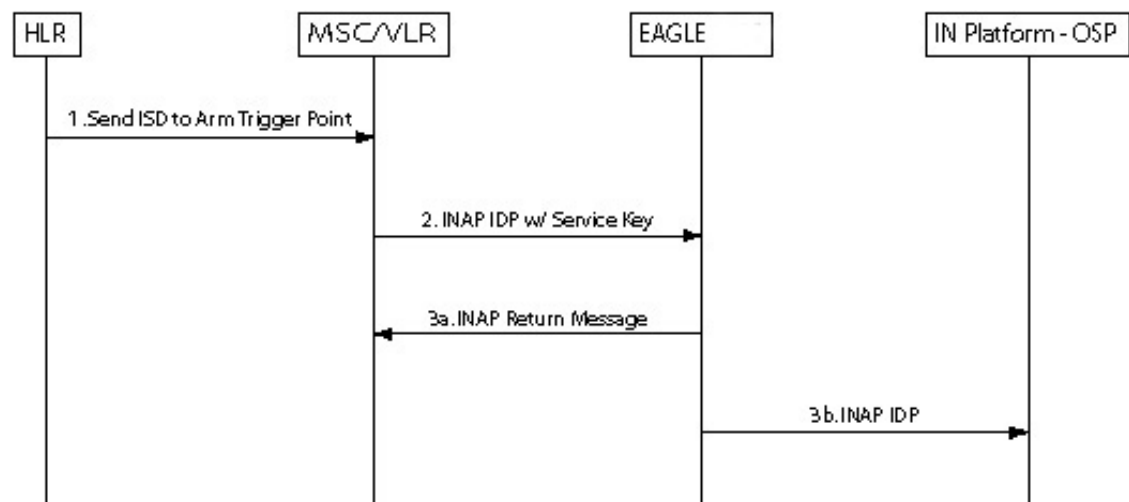 HLR
MSC/VLR
EAGLE
IN Platform - OSP
1.Send ISD to Arm Trigger Point
2. INAP IDP w/ Service Key
3a.INAP Return Message
3b.INAP IDP